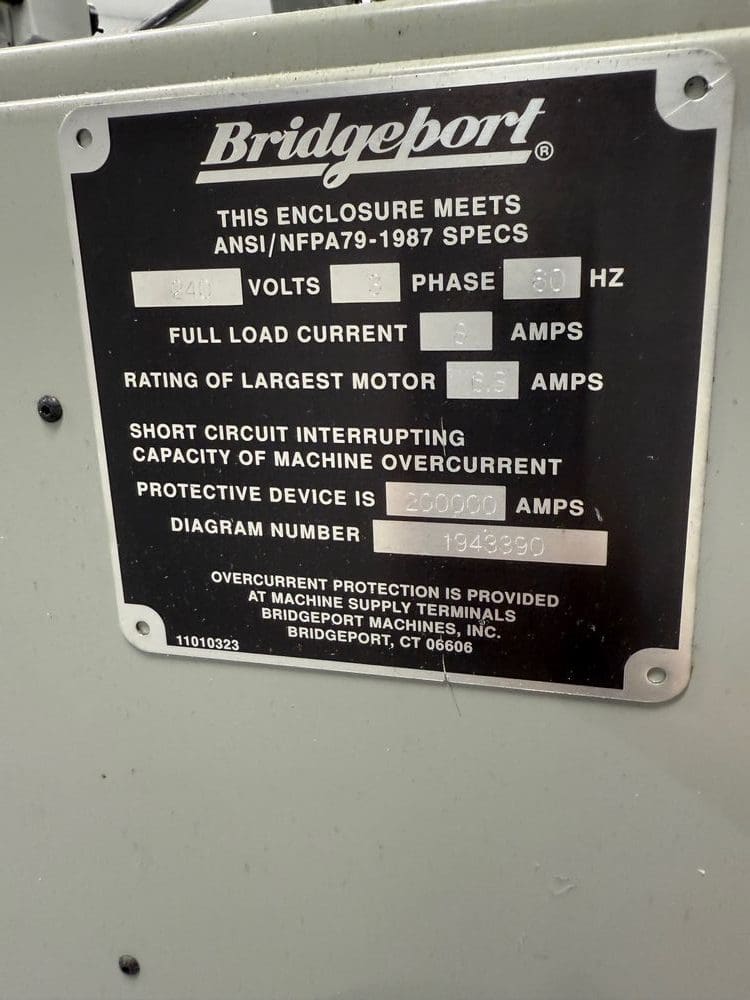 Bridgeport®
THIS ENCLOSURE MEETS
ANSI/NFPA79-1987 SPECS
240 VOLTS 3 PHASE 60 HZ
FULL LOAD CURRENT 8 AMPS
RATING OF LARGEST MOTOR AMPS
SHORT CIRCUIT INTERRUPTING
CAPACITY OF MACHINE OVERCURRENT
PROTECTIVE DEVICE IS 200000 AMPS
DIAGRAM NUMBER 1943390
OVERCURRENT PROTECTION IS PROVIDED
AT MACHINE SUPPLY TERMINALS
BRIDGEPORT MACHINES, INC.
BRIDGEPORT, CT 06606
11010323